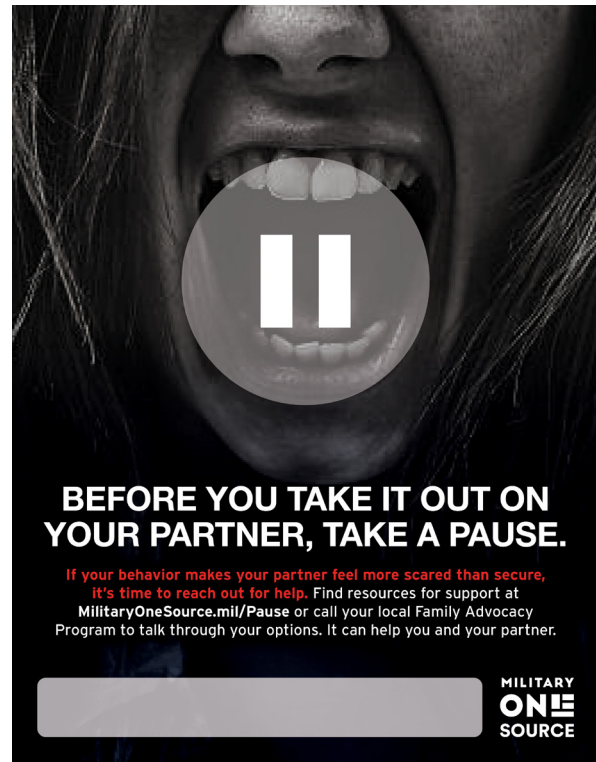 BEFORE YOU TAKE IT OUT ON
YOUR PARTNER, TAKE A PAUSE.
If your behavior makes your partner feel more scared than secure,
it's time to reach out for help. Find resources for support at
MilitaryOneSource.mil/Pause or call your local Family Advocacy
Program to talk through your options. It can help you and your partner.
MILITARY
ONE
SOURCE